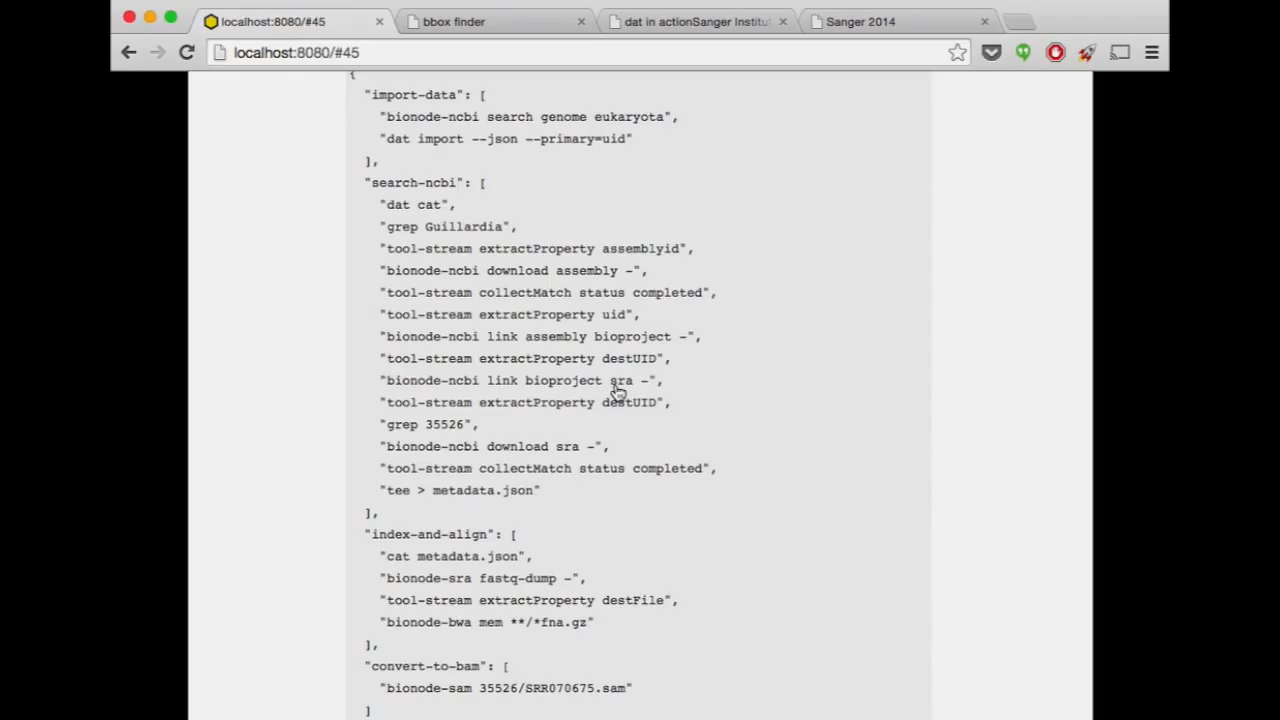 localhost:8080/#45
bbox finder
dat in actionSanger Institu
Sanger 2014
localhost:8080/#45
{
"import-data": [
"bionode-ncbi search genome eukaryota",
"dat import --json --primary=uid"
],
"search-ncbi": [
"dat cat",
"grep Guillardia",
"tool-stream extractProperty assemblyid",
"bionode-ncbi download assembly -",
"tool-stream collectMatch status completed",
"tool-stream extractProperty uid",
"bionode-ncbi link assembly bioproject -",
"tool-stream extractProperty destUID",
"bionode-ncbi link bioproject sra -",
"tool-stream extractProperty destUID",
"grep 35526",
"bionode-ncbi download sra -",
"tool-stream collectMatch status completed",
"tee > metadata.json"
],
"index-and-align": [
"cat metadata.json",
"bionode-sra fastq-dump -",
"tool-stream extractProperty destFile",
"bionode-bwa mem **/*fna.gz"
],
"convert-to-bam": [
"bionode-sam 35526/SRR070675.sam"
]